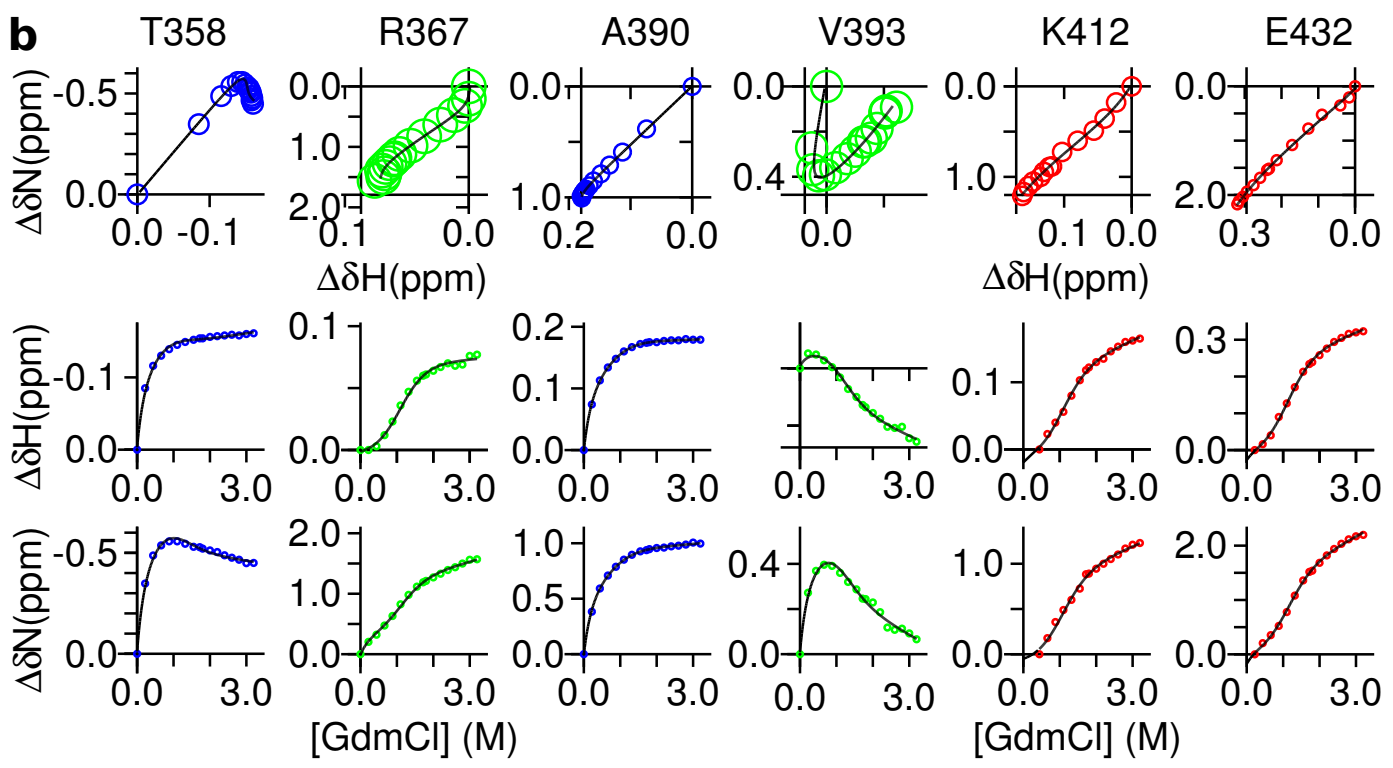 b T358 R367 A390 V393 K412 E432
ΔδN(ppm) -0.5 0.0 0.0 1.0 2.0 1.0 0.0 0.4 0.0 1.0 0.0 2.0
0.0 -0.1 0.1 0.0 0.2 0.0 0.0 0.1 0.0 0.3 0.0
ΔδH(ppm) ΔδH(ppm)
ΔδH(ppm) -0.1 0.0 0.1 0.0 0.2 0.1 0.0 0.1 0.0 0.3 0.0
0.0 3.0 0.0 3.0 0.0 3.0 0.0 3.0 0.0 3.0 0.0 3.0
ΔδN(ppm) -0.5 0.0 2.0 1.0 0.0 1.0 0.5 0.0 0.4 0.0 1.0 0.0 2.0 0.0
0.0 3.0 0.0 3.0 0.0 3.0 0.0 3.0 0.0 3.0 0.0 3.0
[GdmCl] (M) [GdmCl] (M)